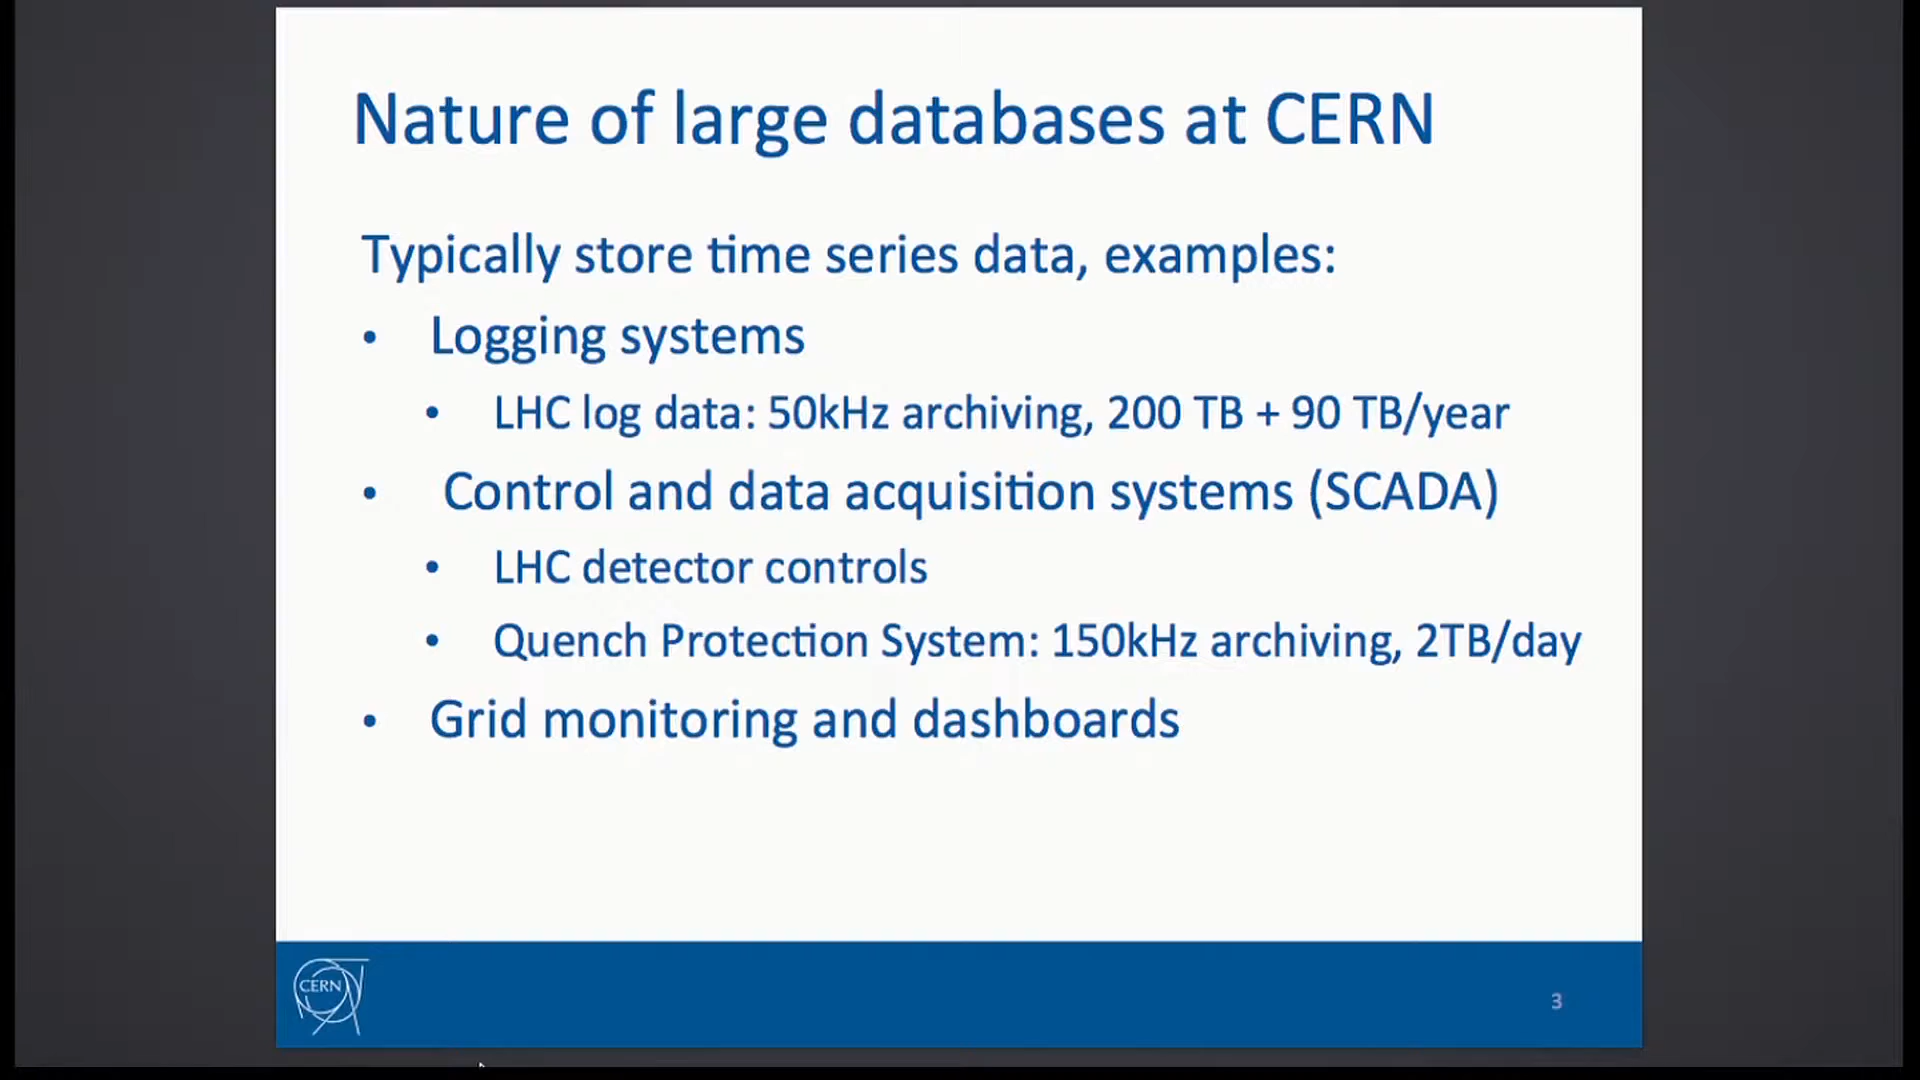 Nature of large databases at CERN
Typically store time series data, examples:
• Logging systems
• LHC log data: 50kHz archiving, 200 TB + 90 TB/year
• Control and data acquisition systems (SCADA)
• LHC detector controls
• Quench Protection System: 150kHz archiving, 2TB/day
• Grid monitoring and dashboards
CERN
3